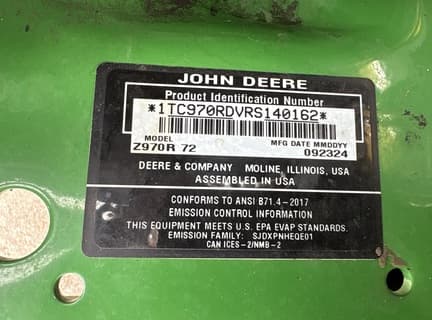 JOHN DEERE
Product Identification Number
*1TC970RDVRS140162*
MODEL MFG DATE MMDDYY
Z970R 72 092324
DEERE & COMPANY MOLINE, ILLINOIS, USA
ASSEMBLED IN USA
CONFORMS TO ANSI B71.4-2017
EMISSION CONTROL INFORMATION
THIS EQUIPMENT MEETS U.S. EPA EVAP STANDARDS.
EMISSION FAMILY: SJDXPNHEQE01
CAN ICES-2/NMB-2